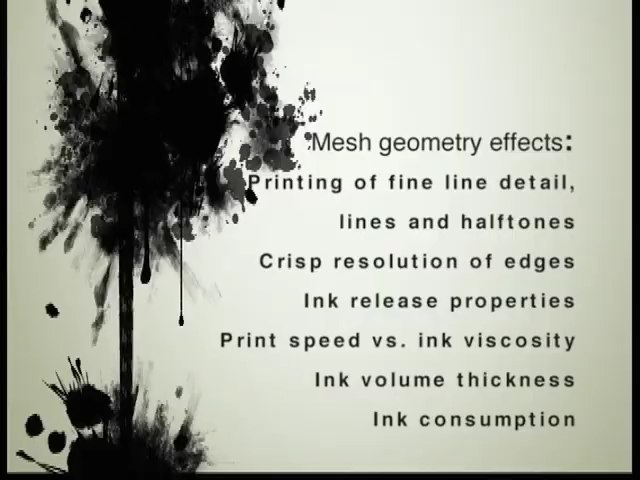 Mesh geometry effects:
Printing of fine line detail,
lines and halftones
Crisp resolution of edges
Ink release properties
Print speed vs. ink viscosity
Ink volume thickness
Ink consumption